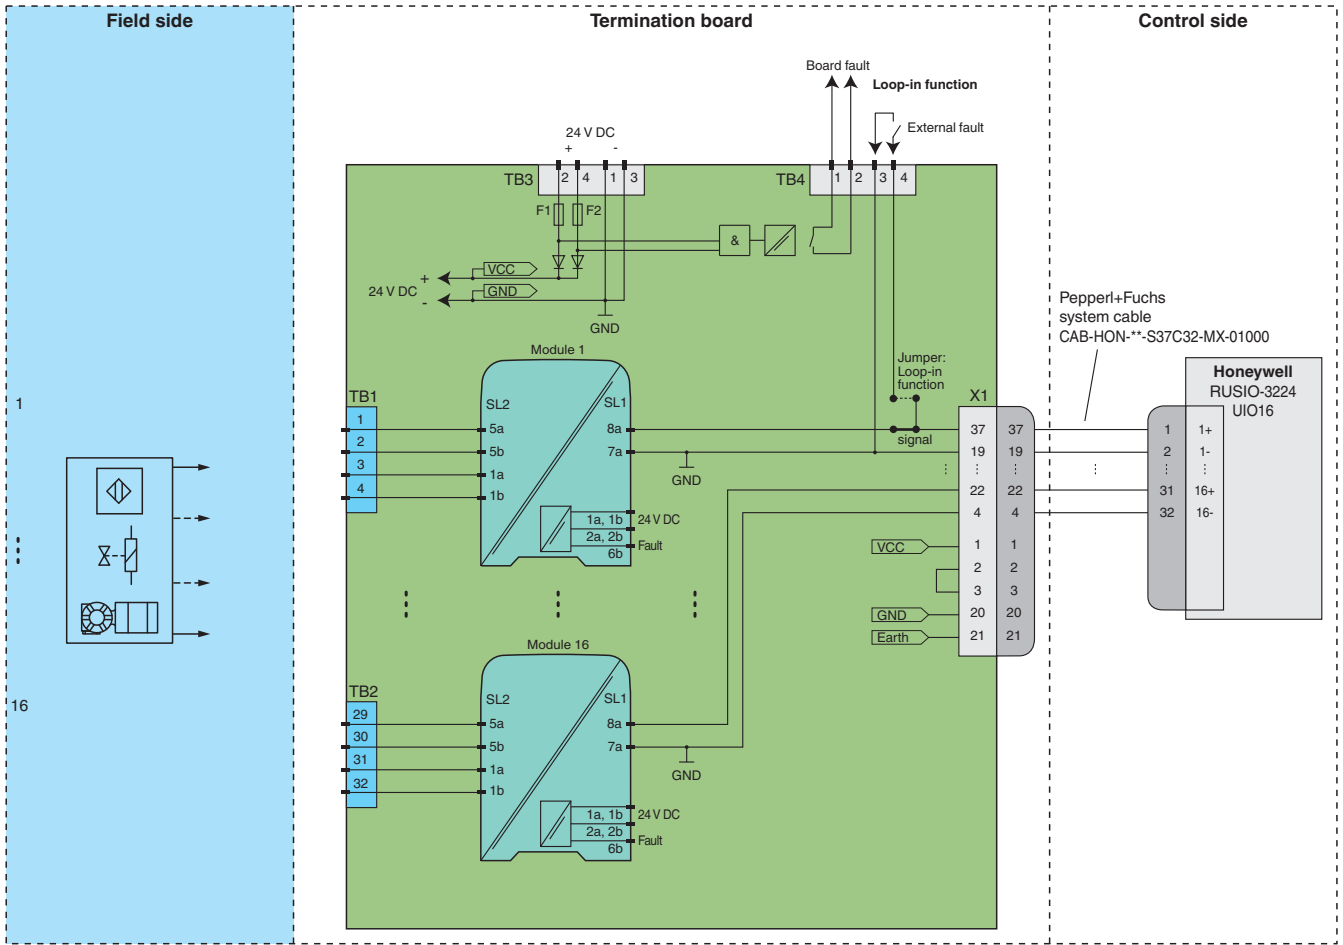 Field side
Termination board
Control side
Board fault
Loop-in function
External fault
24 V DC
+ -
TB3
2 4 1 3
TB4
1 2 3 4
F1 F2
&
VCC
+
24 V DC
-
GND
GND
Pepperl+Fuchs
system cable
CAB-HON-**-S37C32-MX-01000
Module 1
Jumper:
Loop-in
function
Honeywell
RUSIO-3224
UIO16
1
TB1
SL2 SL1
X1
1 5a 8a signal 37 37 1 1+
2 5b 7a 19 19 2 1-
GND
3 1a
4 1b
22 22 31 16+
4 4 32 16-
1a, 1b 24 V DC
2a, 2b
Fault
6b
VCC 1 1
2 2
3 3
GND 20 20
Earth 21 21
Module 16
16
TB2
SL2 SL1
29 5a 8a
30 5b 7a
GND
31 1a
32 1b
1a, 1b 24 V DC
2a, 2b
Fault
6b